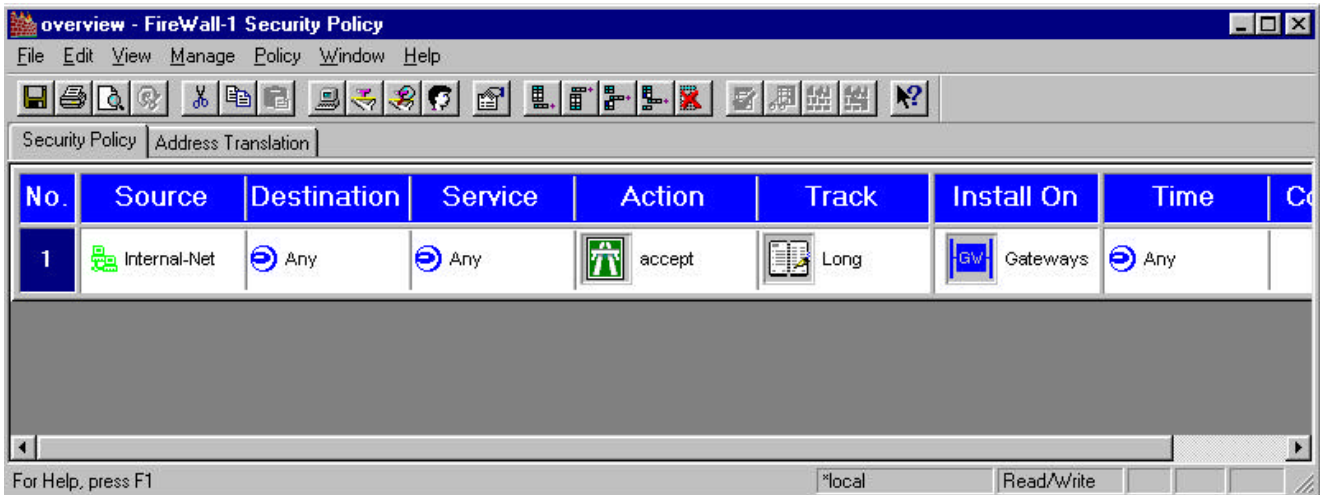 overview - FireWall-1 Security Policy
File Edit View Manage Policy Window Help
Security Policy Address Translation
No. Source Destination Service Action Track Install On Time Co
1 Internal-Net Any Any accept Long GW Gateways Any
For Help, press F1 *local Read/Write